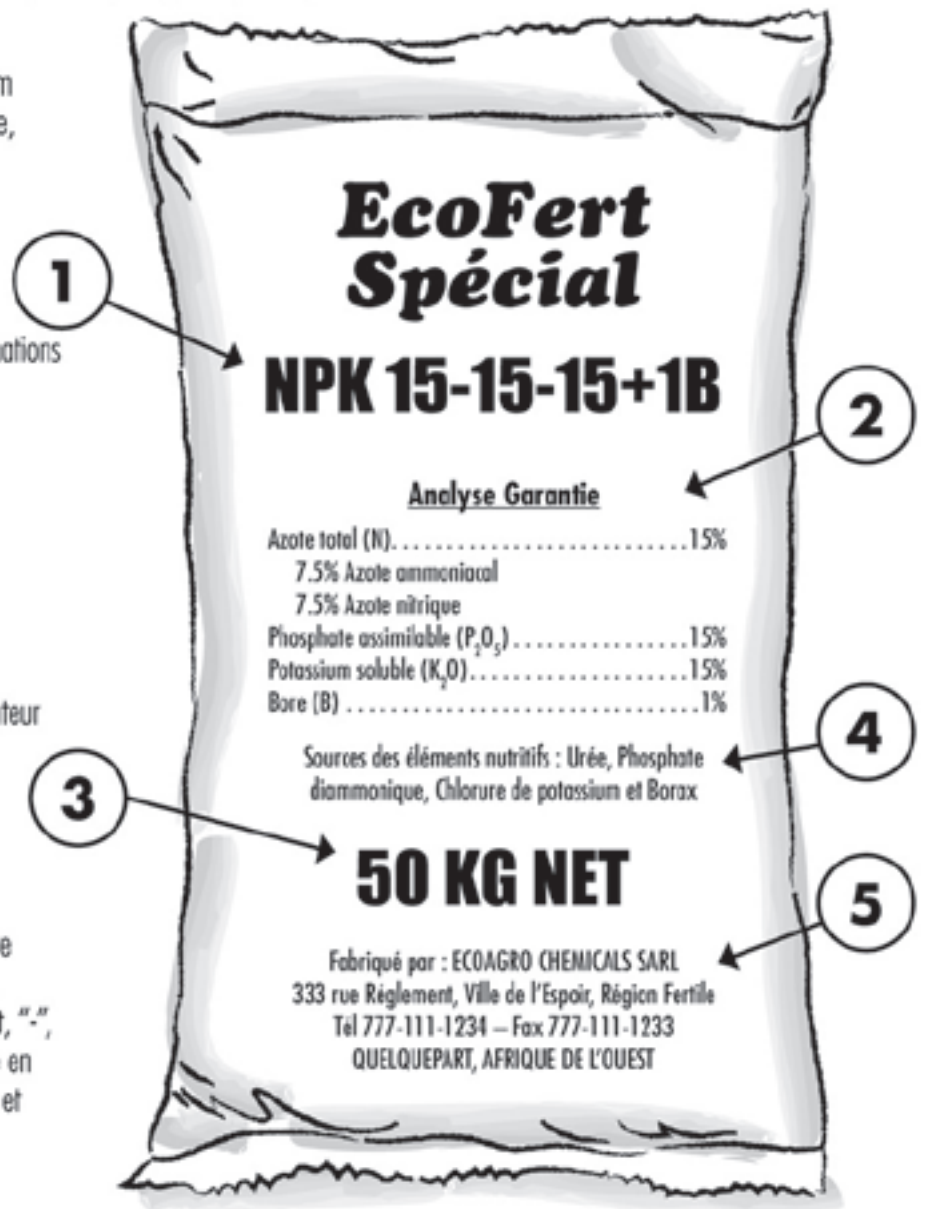 EcoFert
Spécial
1
NPK 15-15-15+1B
2
Analyse Garantie
Azote total (N)............................15%
7.5% Azote ammoniacal
7.5% Azote nitrique
Phosphate assimilable (P₂O₅)................15%
Potassium soluble (K₂O)....................15%
Bore (B) ................................1%
4
Sources des éléments nutritifs : Urée, Phosphate
diammonique, Chlorure de potassium et Borax
3
50 KG NET
5
Fabriqué par : ECOAGRO CHEMICALS SARL
333 rue Réglement, Ville de l'Espoir, Région Fertile
Tél 777-111-1234 – Fax 777-111-1233
QUELQUEPART, AFRIQUE DE L'OUEST
"-",
en
et